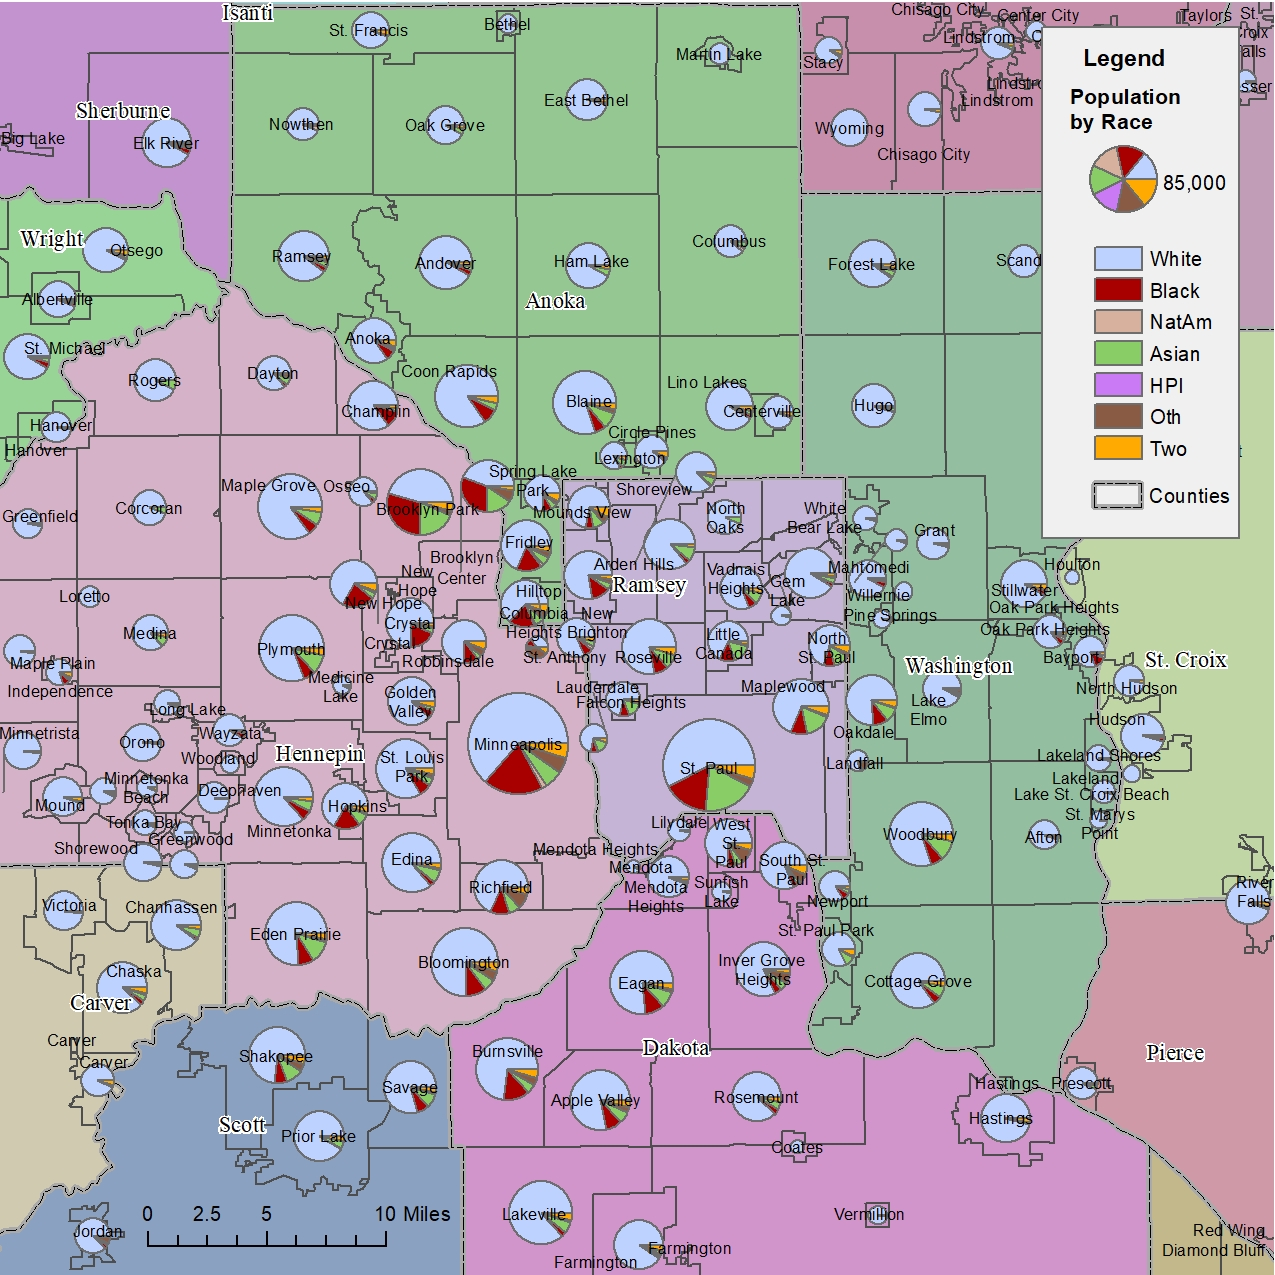 Isanti
Chisago City
Center City
Taylors
St.
Croix
alls
St. Francis
Bethel
Lindstrom
Martin Lake
Stacy
Legend
Population
by Race
85,000
White
Black
NatAm
Asian
HPI
Oth
Two
Counties
Sherburne
Big Lake
Elk River
Nowthen
Oak Grove
East Bethel
Lindstrom
Wyoming
Chisago City
Wright
Otsego
Albertville
Ramsey
Andover
Ham Lake
Columbus
Forest Lake
Scand
Anoka
St. Michael
Rogers
Dayton
Anoka
Coon Rapids
Champlin
Blaine
Lino Lakes
Centerville
Hugo
Hanover
Hanover
Circle Pines
Lexington
Maple Grove
Osseo
Brooklyn Park
Spring Lake
Park
Shoreview
Mounds View
North
Oaks
White
Bear Lake
Grant
Greenfield
Corcoran
Fridley
Brooklyn
Center
Arden Hills
Ramsey
Vadnais
Heights
Gem
Lake
Mahtomedi
Willernie
Pine Springs
Stillwater
Houlton
Oak Park Heights
Oak Park Heights
Bayport
Loretto
New
Hope
New Hope
Hilltop
Columbia
Heights
New
Brighton
Medina
Plymouth
Crystal
Crystal
Robbinsdale
St. Anthony
Roseville
Little
Canada
North
St. Paul
Washington
St. Croix
Maple Plain
Independence
Medicine
Lake
Golden
Valley
Lauderdale
Falcon Heights
Maplewood
Lake
Elmo
North Hudson
Hudson
Minnetrista
Long Lake
Orono
Wayzata
Woodland
Hennepin
Minneapolis
St. Louis
Park
St. Paul
Oakdale
Landfall
Lakeland Shores
Lakeland
Lake St. Croix Beach
St. Marys
Point
Mound
Minnetonka
Beach
Deephaven
Tonka Bay
Greenwood
Shorewood
Minnetonka
Hopkins
Edina
Mendota Heights
Lilydale
West
St.
Paul
South St.
Paul
Woodbury
Afton
Victoria
Chanhassen
Richfield
Mendota
Mendota
Heights
Sunfish
Lake
Newport
River
Falls
Eden Prairie
Bloomington
St. Paul Park
Chaska
Carver
Eagan
Inver Grove
Heights
Cottage Grove
Carver
Carver
Shakopee
Burnsville
Dakota
Pierce
Savage
Apple Valley
Rosemount
Hastings
Hastings
Prescott
Scott
Prior Lake
Coates
Jordan
0 2.5 5 10 Miles
Lakeville
Farmington
Farmington
Vermillion
Red Wing
Diamond Bluff